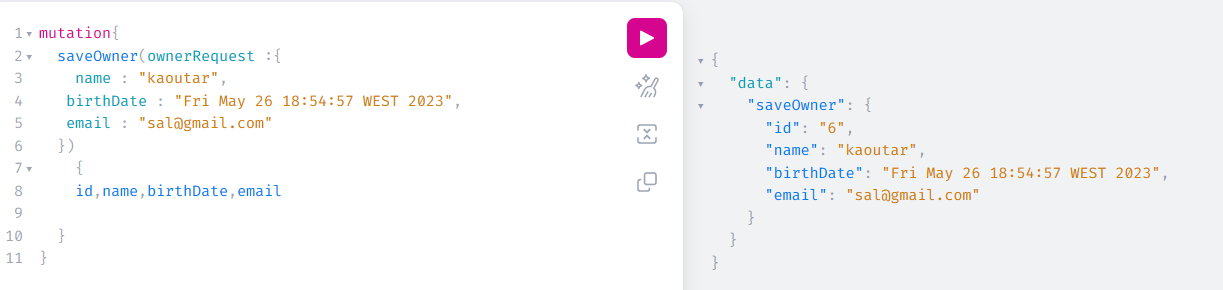 1 mutation{
2 saveOwner(ownerRequest :{
3 name : "kaoutar",
4 birthDate : "Fri May 26 18:54:57 WEST 2023",
5 email : "sal@gmail.com"
6 })
7 {
8 id,name,birthDate,email
9
10 }
11 }
{
"data": {
"saveOwner": {
"id": "6",
"name": "kaoutar",
"birthDate": "Fri May 26 18:54:57 WEST 2023",
"email": "sal@gmail.com"
}
}
}